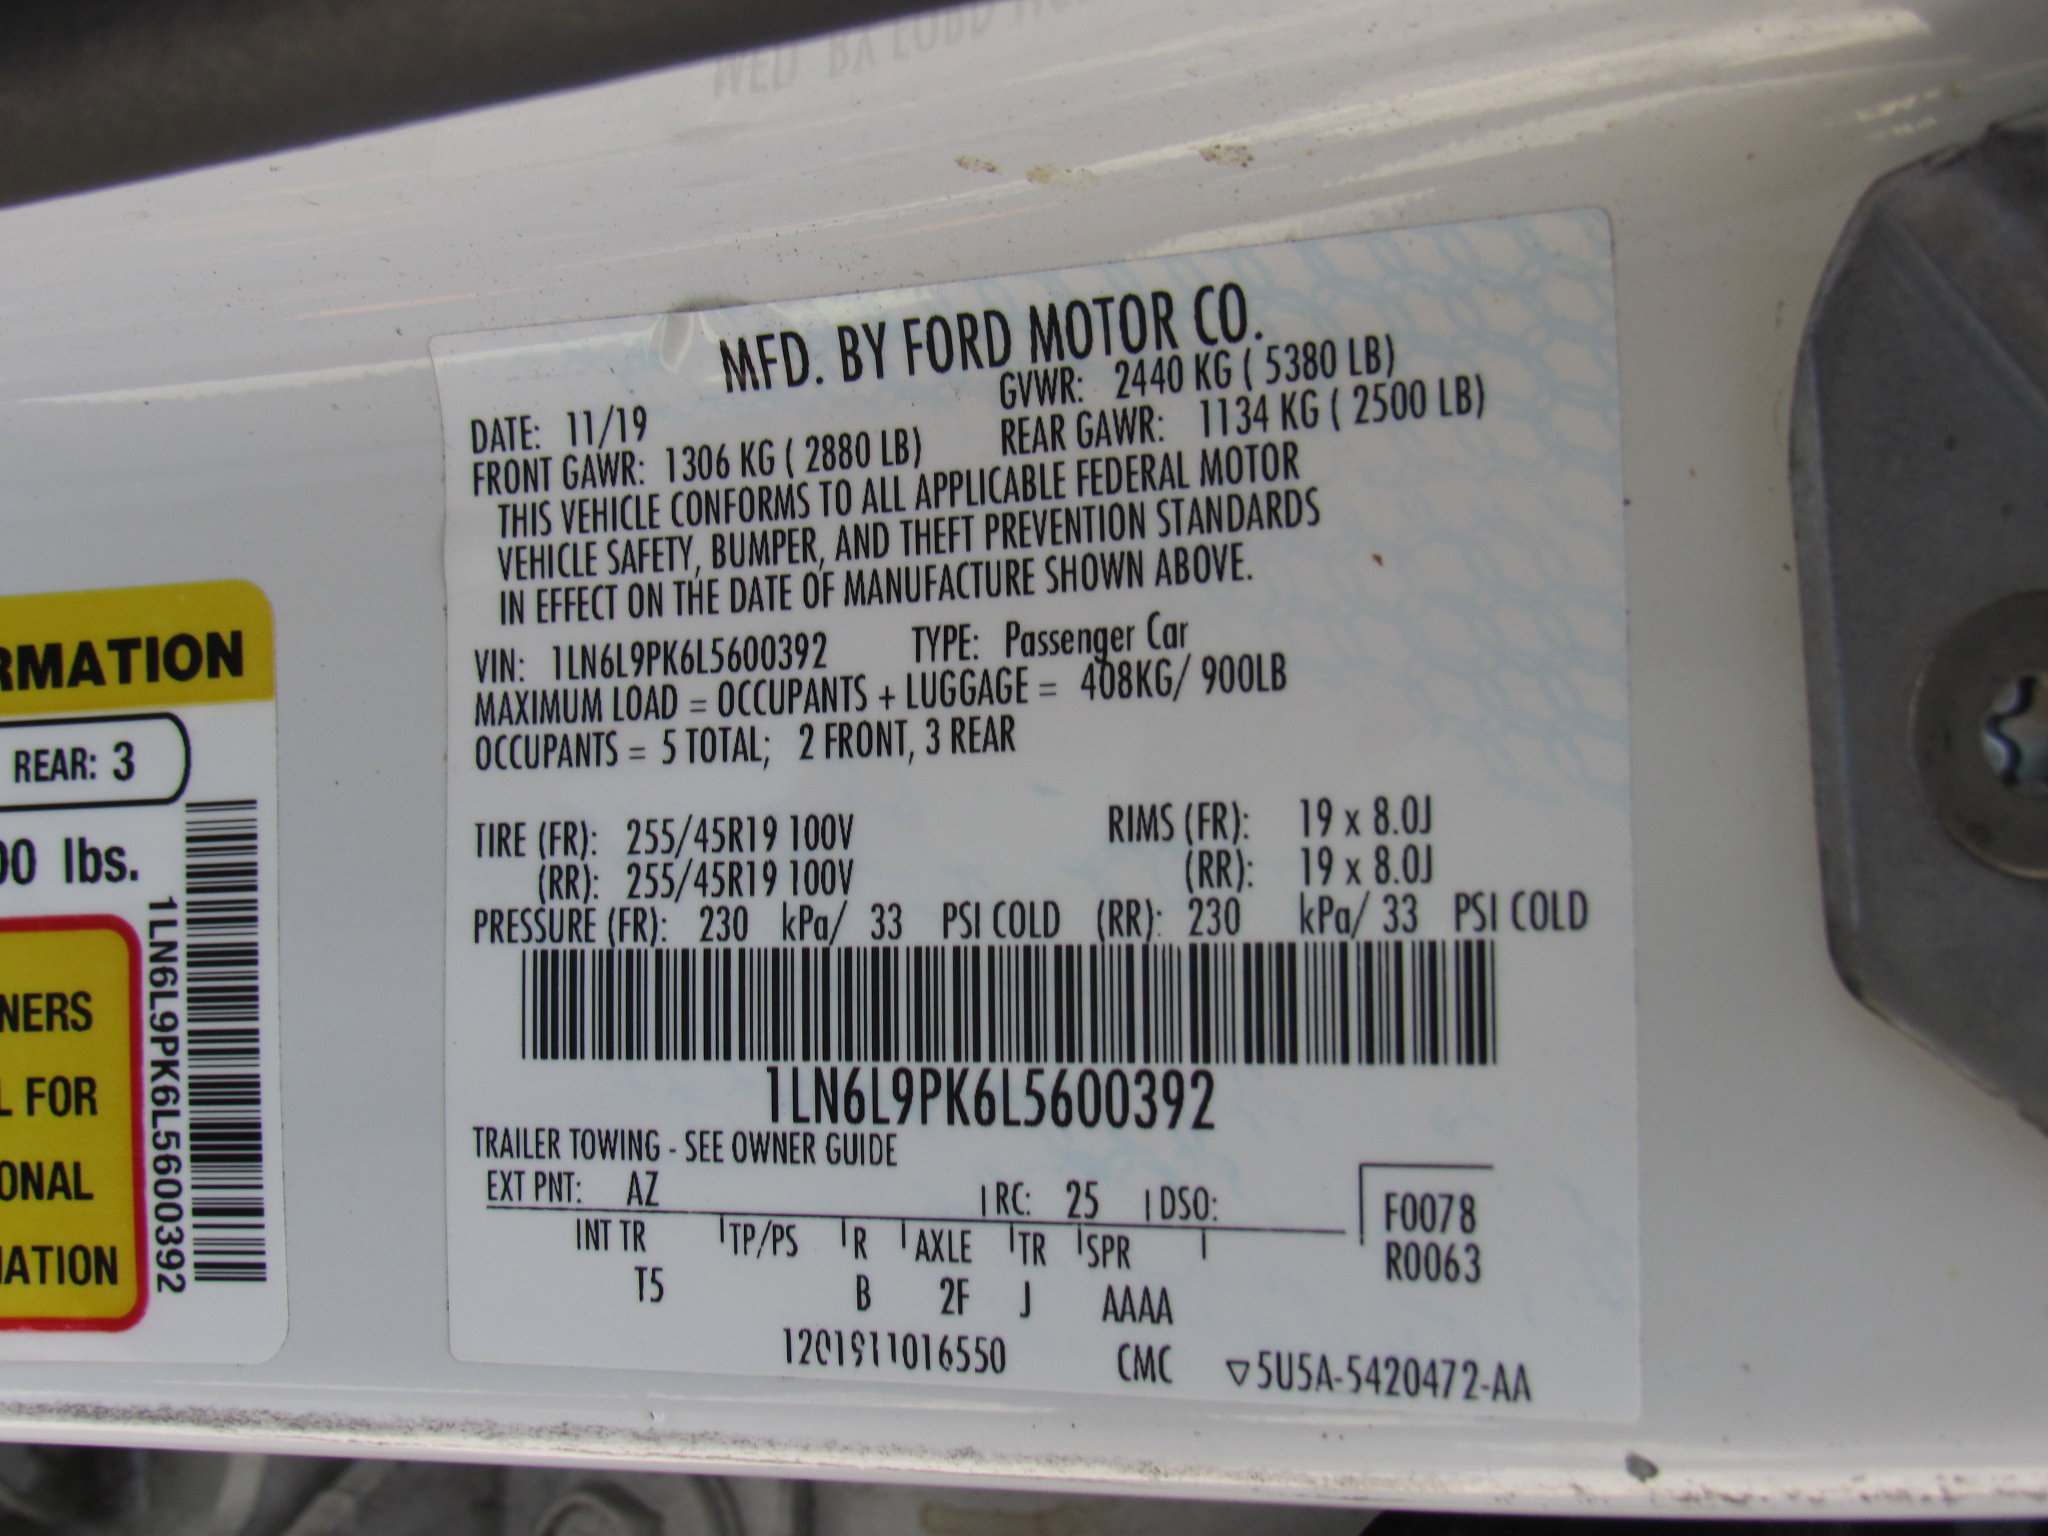 MFD. BY FORD MOTOR CO.
DATE: 11/19 GVWR: 2440 KG ( 5380 LB)
FRONT GAWR: 1306 KG ( 2880 LB) REAR GAWR: 1134 KG ( 2500 LB)
THIS VEHICLE CONFORMS TO ALL APPLICABLE FEDERAL MOTOR
VEHICLE SAFETY, BUMPER, AND THEFT PREVENTION STANDARDS
IN EFFECT ON THE DATE OF MANUFACTURE SHOWN ABOVE.
VIN: 1LN6L9PK6L5600392 TYPE: Passenger Car
MAXIMUM LOAD = OCCUPANTS + LUGGAGE = 408KG/ 900LB
OCCUPANTS = 5 TOTAL; 2 FRONT, 3 REAR
TIRE (FR): 255/45R19 100V RIMS (FR): 19 x 8.0J
(RR): 255/45R19 100V (RR): 19 x 8.0J
PRESSURE (FR): 230 kPa/ 33 PSI COLD (RR): 230 kPa/ 33 PSI COLD
1LN6L9PK6L5600392
TRAILER TOWING - SEE OWNER GUIDE
EXT PNT: AZ RC: 25 DSO: F0078
INT TR TP/PS R AXLE TR SPR R0063
T5 B 2F J AAAA
1201911016550 CMC ▽5U5A-5420472-AA
RMATION
REAR: 3
00 lbs.
NERS
L FOR
ONAL
MATION
1LN6L9PK6L5600392